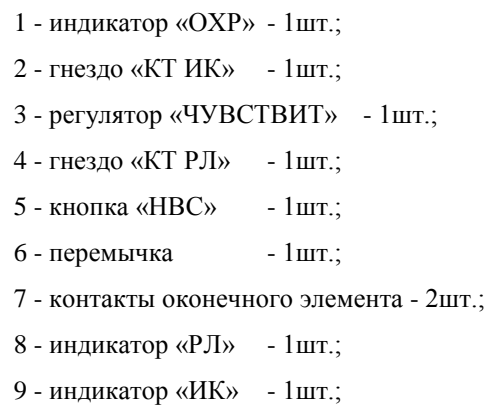 1 - индикатор «ОХР» - 1шт.;
2 - гнездо «КТ ИК» - 1шт.;
3 - регулятор «ЧУВСТВИТ» - 1шт.;
4 - гнездо «КТ РЛ» - 1шт.;
5 - кнопка «НВС» - 1шт.;
6 - перемычка - 1шт.;
7 - контакты оконечного элемента - 2шт.;
8 - индикатор «РЛ» - 1шт.;
9 - индикатор «ИК» - 1шт.;